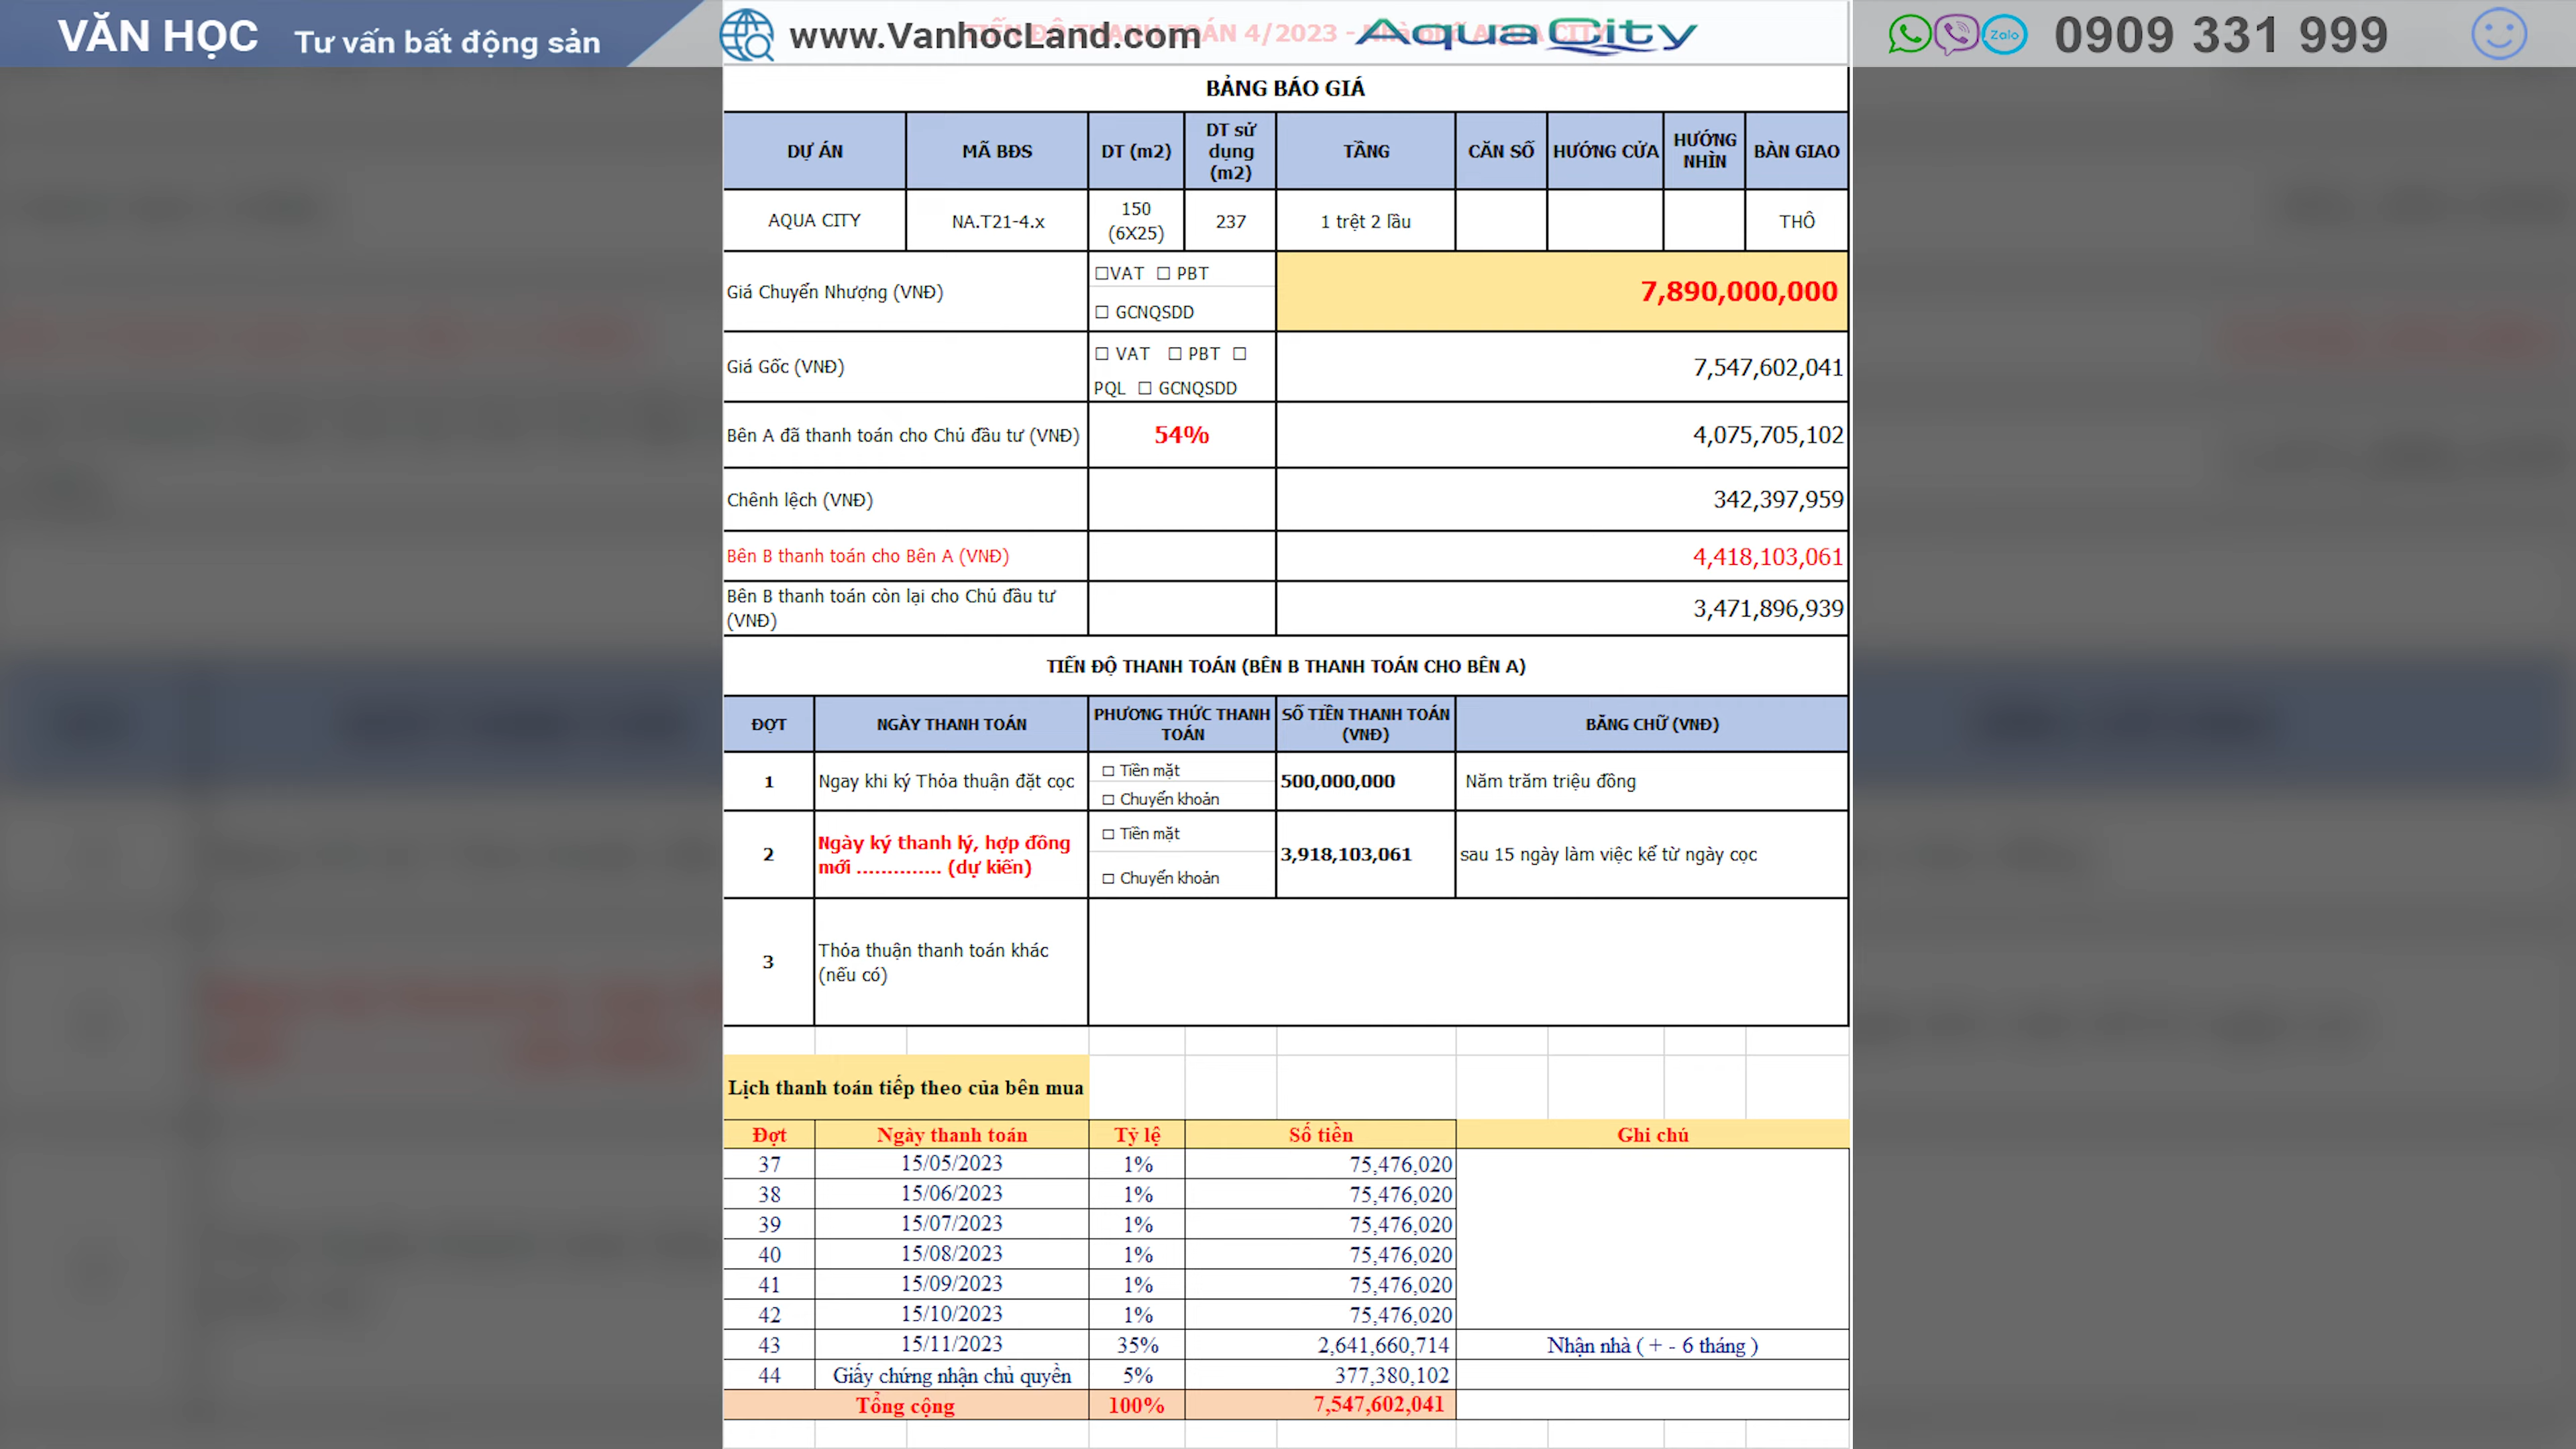 VĂN HỌC Tư vấn bất động sản
www.VanhocLand.com
TIẾN ĐỘ THANH TOÁN 4/2023 - Nhà phố AQUA CITY
Aqua City
Zalo
0909 331 999
BẢNG BÁO GIÁ
DỰ ÁN MÃ BĐS DT (m2) DT sử dụng (m2) TẦNG CĂN SỐ HƯỚNG CỬA HƯỚNG NHÌN BÀN GIAO
AQUA CITY NA.T21-4.x 150 (6X25) 237 1 trệt 2 lầu THÔ
Giá Chuyển Nhượng (VNĐ) ☐VAT ☐ PBT ☐ GCNQSDD 7,890,000,000
Giá Gốc (VNĐ) ☐ VAT ☐ PBT ☐ PQL ☐ GCNQSDD 7,547,602,041
Bên A đã thanh toán cho Chủ đầu tư (VNĐ) 54% 4,075,705,102
Chênh lệch (VNĐ) 342,397,959
Bên B thanh toán cho Bên A (VNĐ) 4,418,103,061
Bên B thanh toán còn lại cho Chủ đầu tư (VNĐ) 3,471,896,939
TIẾN ĐỘ THANH TOÁN (BÊN B THANH TOÁN CHO BÊN A)
ĐỢT NGÀY THANH TOÁN PHƯƠNG THỨC THANH TOÁN SỐ TIỀN THANH TOÁN (VNĐ) BẰNG CHỮ (VNĐ)
1 Ngay khi ký Thỏa thuận đặt cọc ☐ Tiền mặt ☐ Chuyển khoản 500,000,000 Năm trăm triệu đồng
2 Ngày ký thanh lý, hợp đồng mới .............. (dự kiến) ☐ Tiền mặt ☐ Chuyển khoản 3,918,103,061 sau 15 ngày làm việc kể từ ngày cọc
3 Thỏa thuận thanh toán khác (nếu có)
Lịch thanh toán tiếp theo của bên mua
Đợt Ngày thanh toán Tỷ lệ Số tiền Ghi chú
37 15/05/2023 1% 75,476,020
38 15/06/2023 1% 75,476,020
39 15/07/2023 1% 75,476,020
40 15/08/2023 1% 75,476,020
41 15/09/2023 1% 75,476,020
42 15/10/2023 1% 75,476,020
43 15/11/2023 35% 2,641,660,714 Nhận nhà ( + - 6 tháng )
44 Giấy chứng nhận chủ quyền 5% 377,380,102
Tổng cộng 100% 7,547,602,041